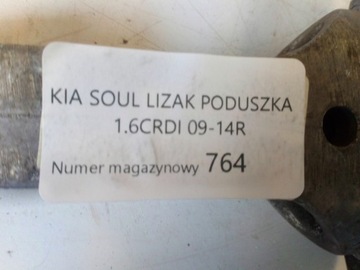 KIA SOUL LIZAK PODUSZKA
1.6CRDI 09-14R
Numer magazynowy 764